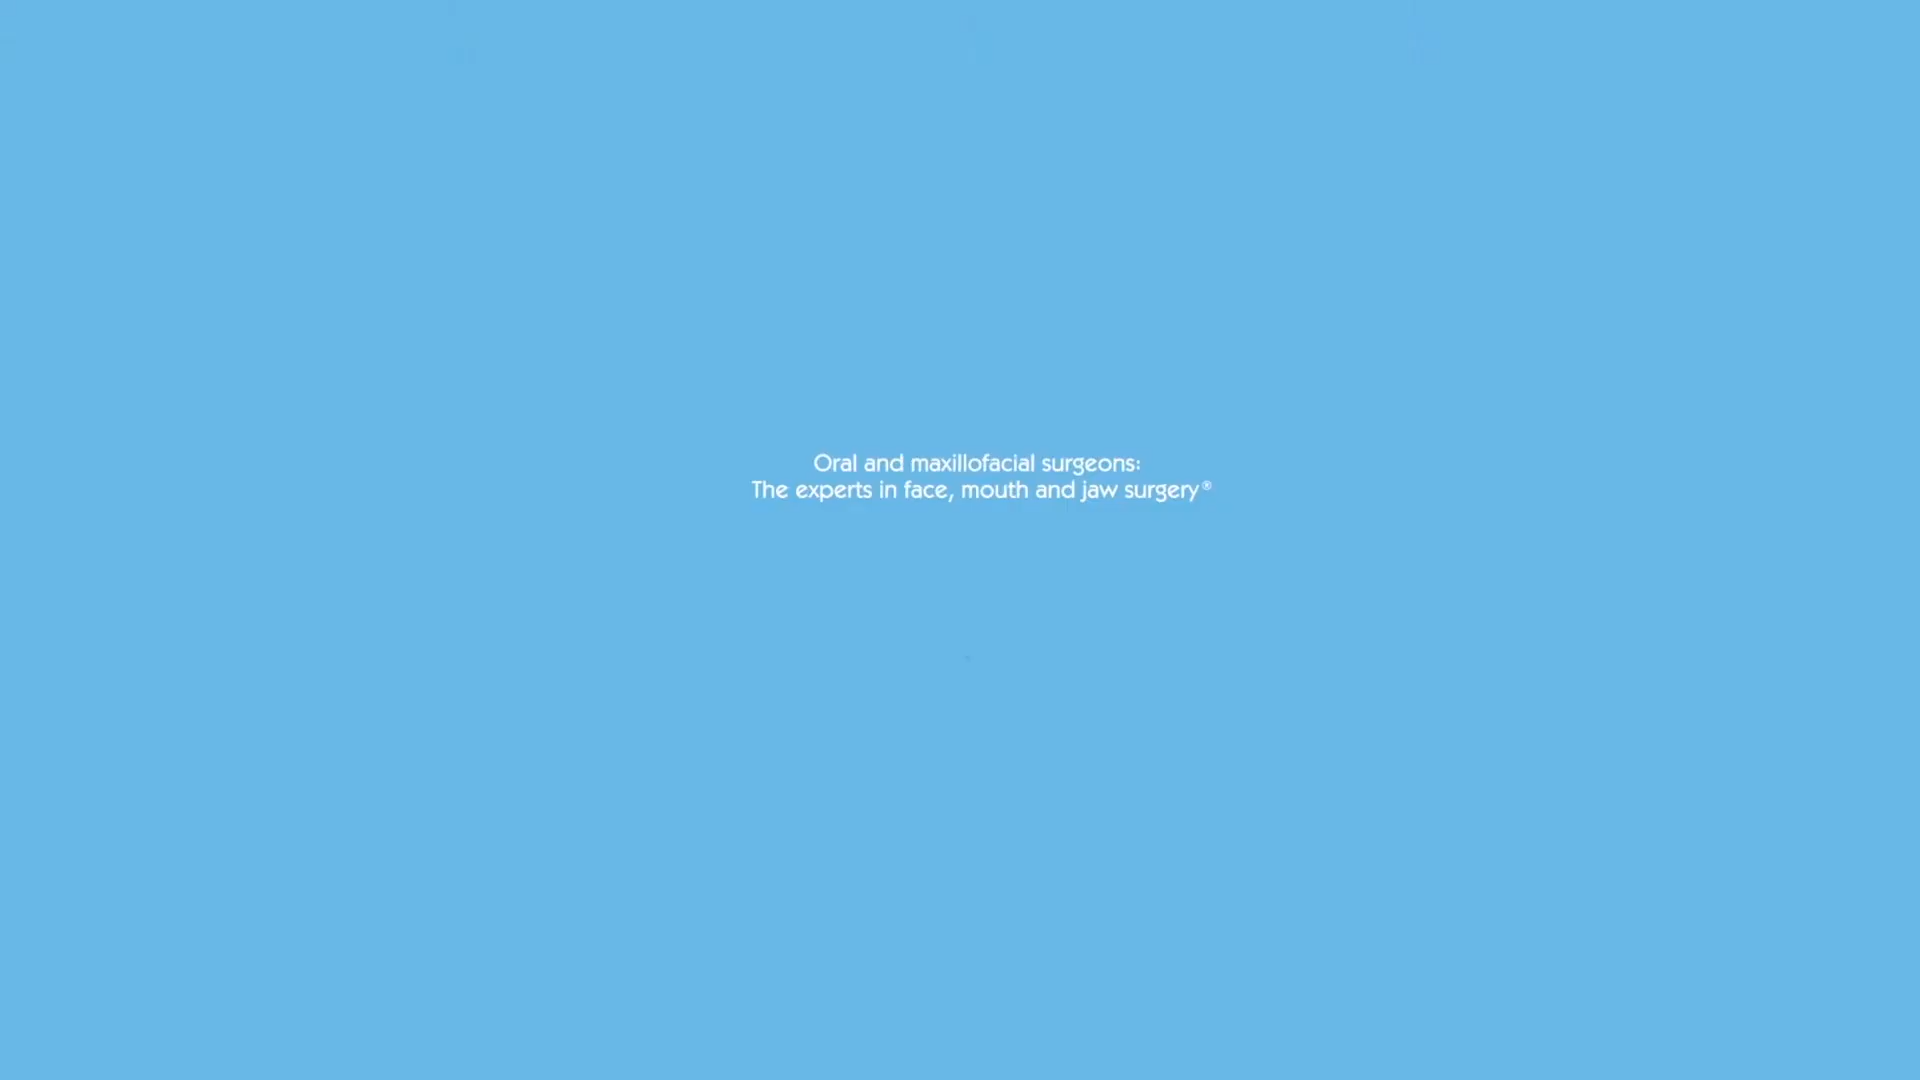 Oral and maxillofacial surgeons:
The experts in face, mouth and jaw surgery®